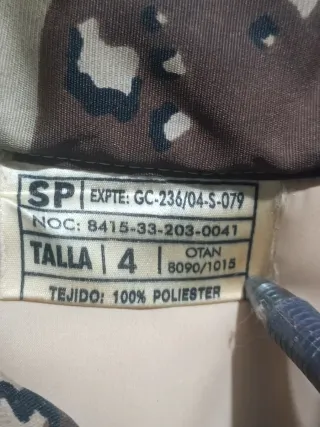 SP EXPTE: GC-236/04-S-079
NOC: 8415-33-203-0041
TALLA 4 OTAN 8090/1015
TEJIDO: 100% POLIESTER